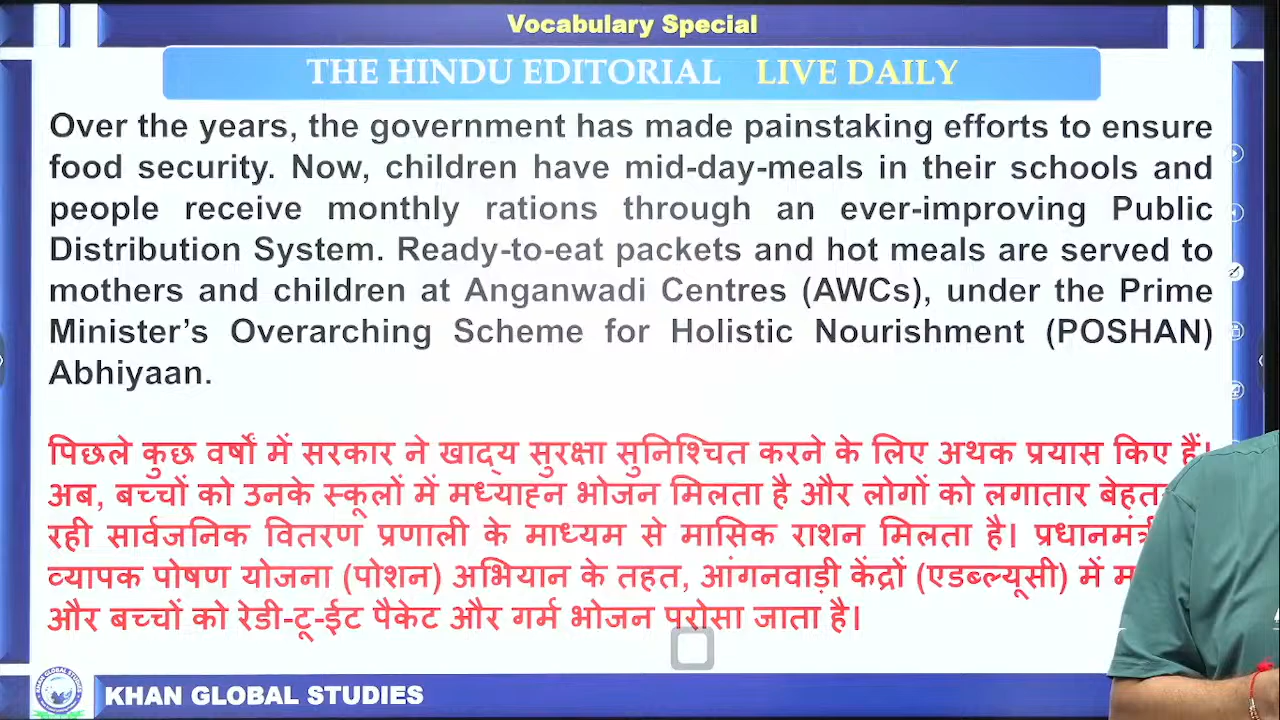 Vocabulary Special
THE HINDU EDITORIAL LIVE DAILY
Over the years, the government has made painstaking efforts to ensure
food security. Now, children have mid-day-meals in their schools and
people receive monthly rations through an ever-improving Public
Distribution System. Ready-to-eat packets and hot meals are served to
mothers and children at Anganwadi Centres (AWCs), under the Prime
Minister’s Overarching Scheme for Holistic Nourishment (POSHAN)
Abhiyaan.
पिछले कुछ वर्षों में सरकार ने खाद्य सुरक्षा सुनिश्चित करने के लिए अथक प्रयास किए हैं।
अब, बच्चों को उनके स्कूलों में मध्याह्न भोजन मिलता है और लोगों को लगातार
रही सार्वजनिक वितरण प्रणाली के माध्यम से मासिक राशन मिलता है।
व्यापक पोषण योजना (पोशन) अभियान के तहत, आंगनवाड़ी केंद्रों (एडब्ल्यूसी) में
और बच्चों को रेडी-टू-ईट पैकेट और गर्म भोजन परोसा जाता है।
KHAN GLOBAL STUDIES